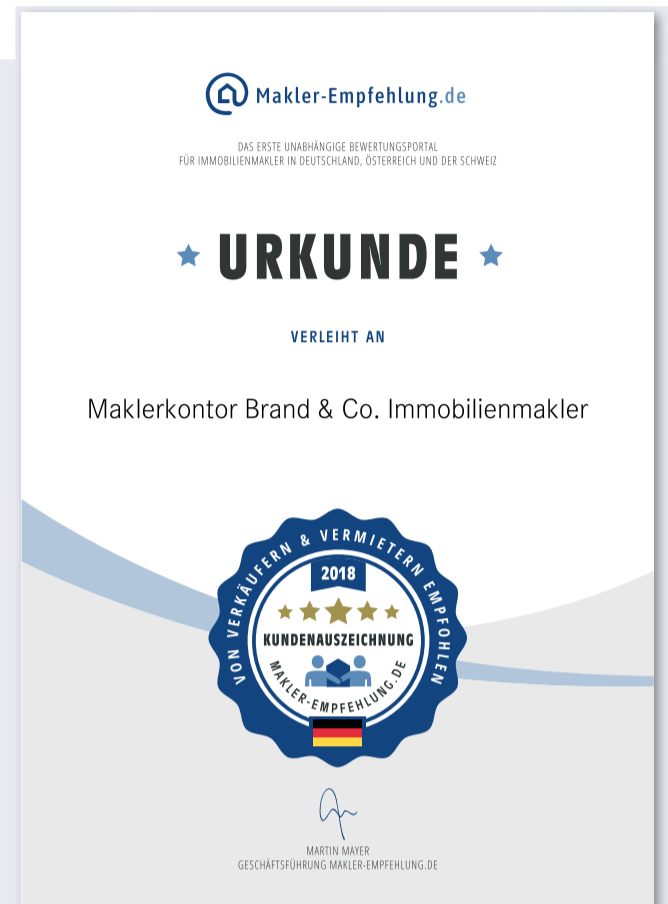 Makler-Empfehlung.de
DAS ERSTE UNABHÄNGIGE BEWERTUNGSPORTAL
FÜR IMMOBILIENMAKLER IN DEUTSCHLAND, ÖSTERREICH UND DER SCHWEIZ
URKUNDE
VERLEIHT AN
Maklerkontor Brand & Co. Immobilienmakler
VON VERKÄUFERN & VERMIETERN EMPFOHLEN
2018
KUNDENAUSZEICHNUNG
MAKLER-EMPFEHLUNG.DE
MARTIN MAYER
GESCHÄFTSFÜHRUNG MAKLER-EMPFEHLUNG.DE